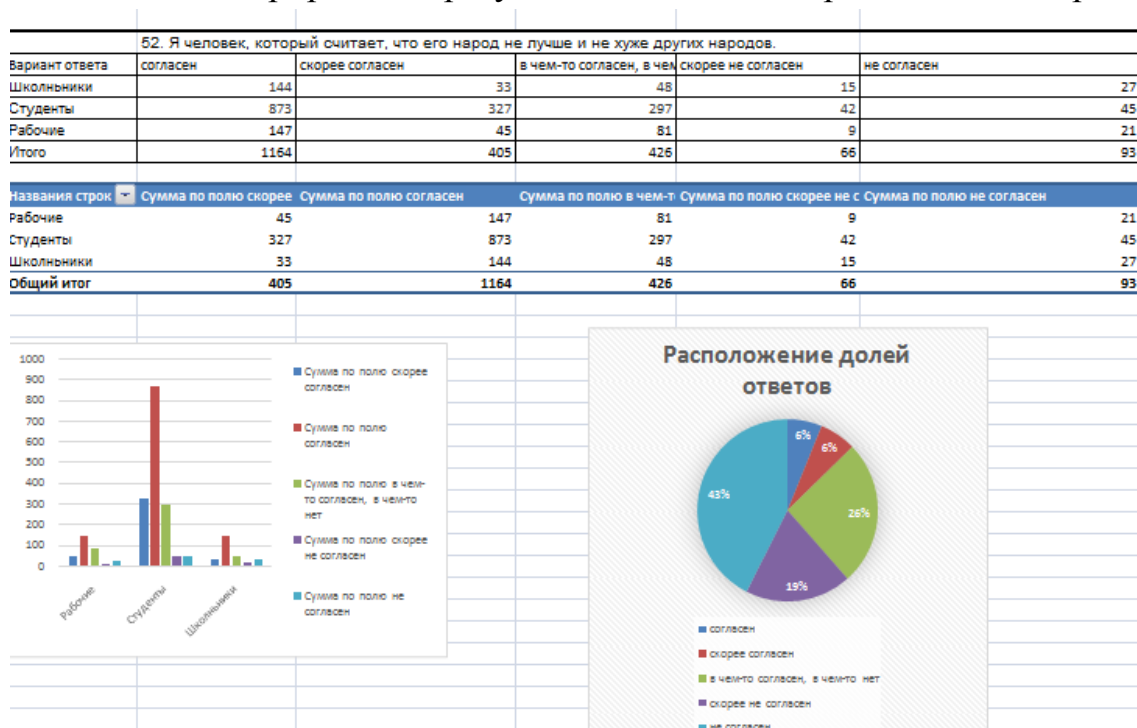 52. Я человек, который считает, что его народ не лучше и не хуже других народов.
Вариант ответа согласен скорее согласен в чем-то согласен, в чем скорее не согласен не согласен
Школньники 144 33 48 15 27
Студенты 873 327 297 42 45
Рабочие 147 45 81 9 21
Итого 1164 405 426 66 93
Названия строк Сумма по полю скорее Сумма по полю согласен Сумма по полю в чем-т Сумма по полю скорее не с Сумма по полю не согласен
Рабочие 45 147 81 9 21
Студенты 327 873 297 42 45
Школньники 33 144 48 15 27
Общий итог 405 1164 426 66 93
1000
900
800
700
600
500
400
300
200
100
0
Рабочие
Студенты
Школньники
Сумма по полю скорее
согласен
Сумма по полю
согласен
Сумма по полю в чем-
то согласен, в чем-то
нет
Сумма по полю скорее
не согласен
Сумма по полю не
согласен
Расположение долей
ответов
6%
6%
43%
26%
19%
согласен
скорее согласен
в чем-то согласен, в чем-то нет
скорее не согласен
не согласен